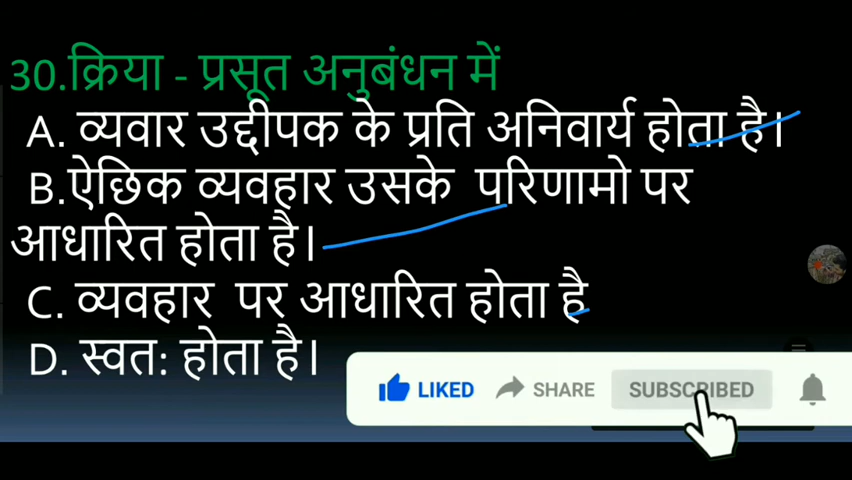 30.क्रिया - प्रसूत अनुबंधन में
A. व्यवार उद्दीपक के प्रति अनिवार्य होता है।
B.ऐछिक व्यवहार उसके परिणामो पर
आधारित होता है।
C. व्यवहार पर आधारित होता है
D. स्वत: होता है।
LIKED SHARE SUBSCRIBED